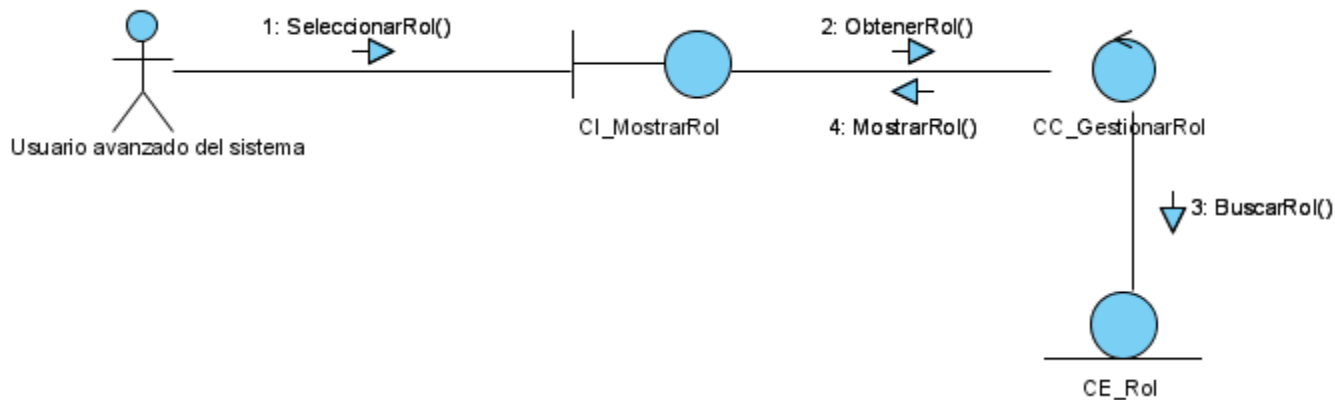 1: SeleccionarRol()
2: ObtenerRol()
CI_MostrarRol
4: MostrarRol()
CC_GestionarRol
Usuario avanzado del sistema
3: BuscarRol()
CE_Rol